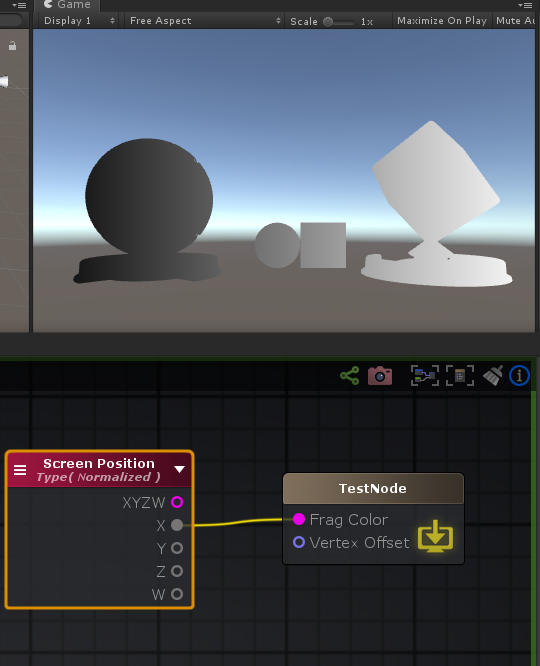 Game
Display 1 Free Aspect Scale 1x Maximize On Play Mute Au
Screen Position
Type( Normalized )
XYZW
X
Y
Z
W
TestNode
Frag Color
Vertex Offset